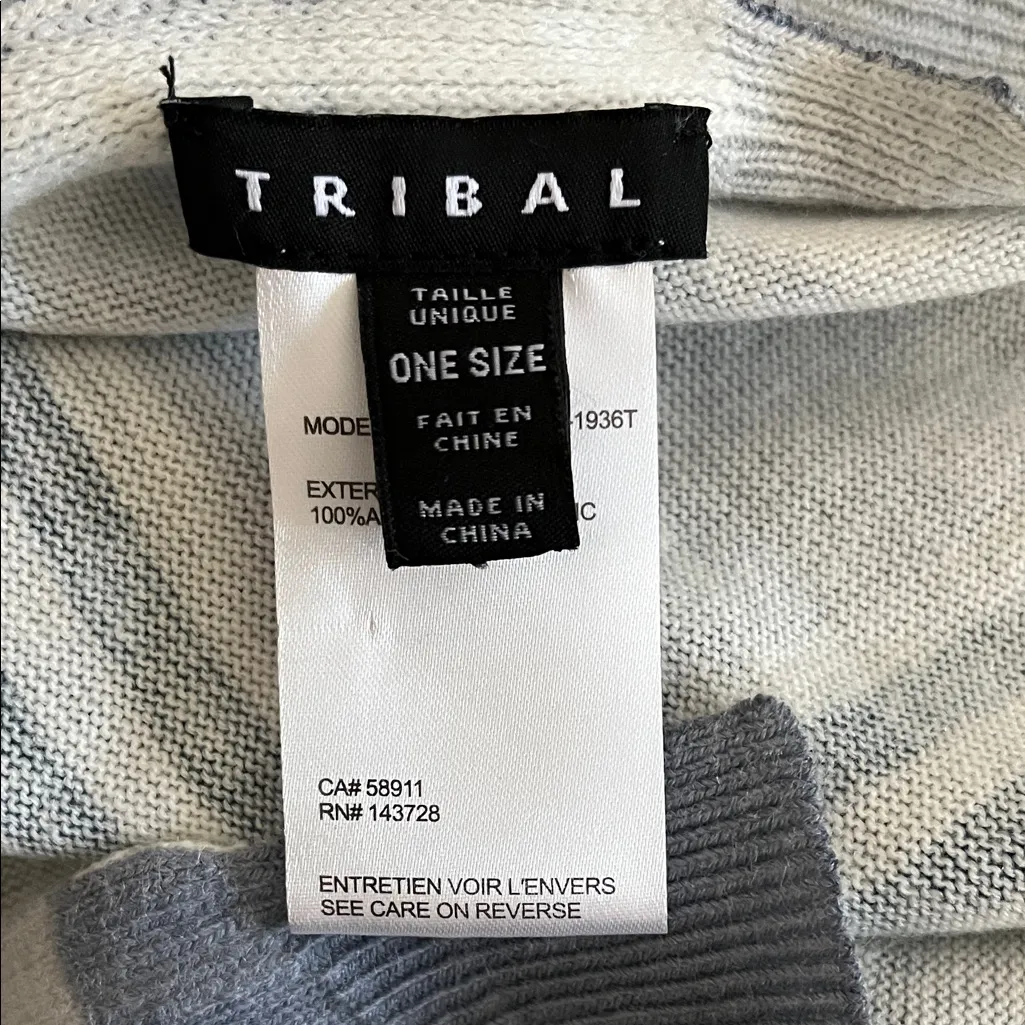 TRIBAL
TAILLE
UNIQUE
ONE SIZE
MODE -1936T
FAIT EN
CHINE
EXTER
100%A IC
MADE IN
CHINA
CA# 58911
RN# 143728
ENTRETIEN VOIR L'ENVERS
SEE CARE ON REVERSE